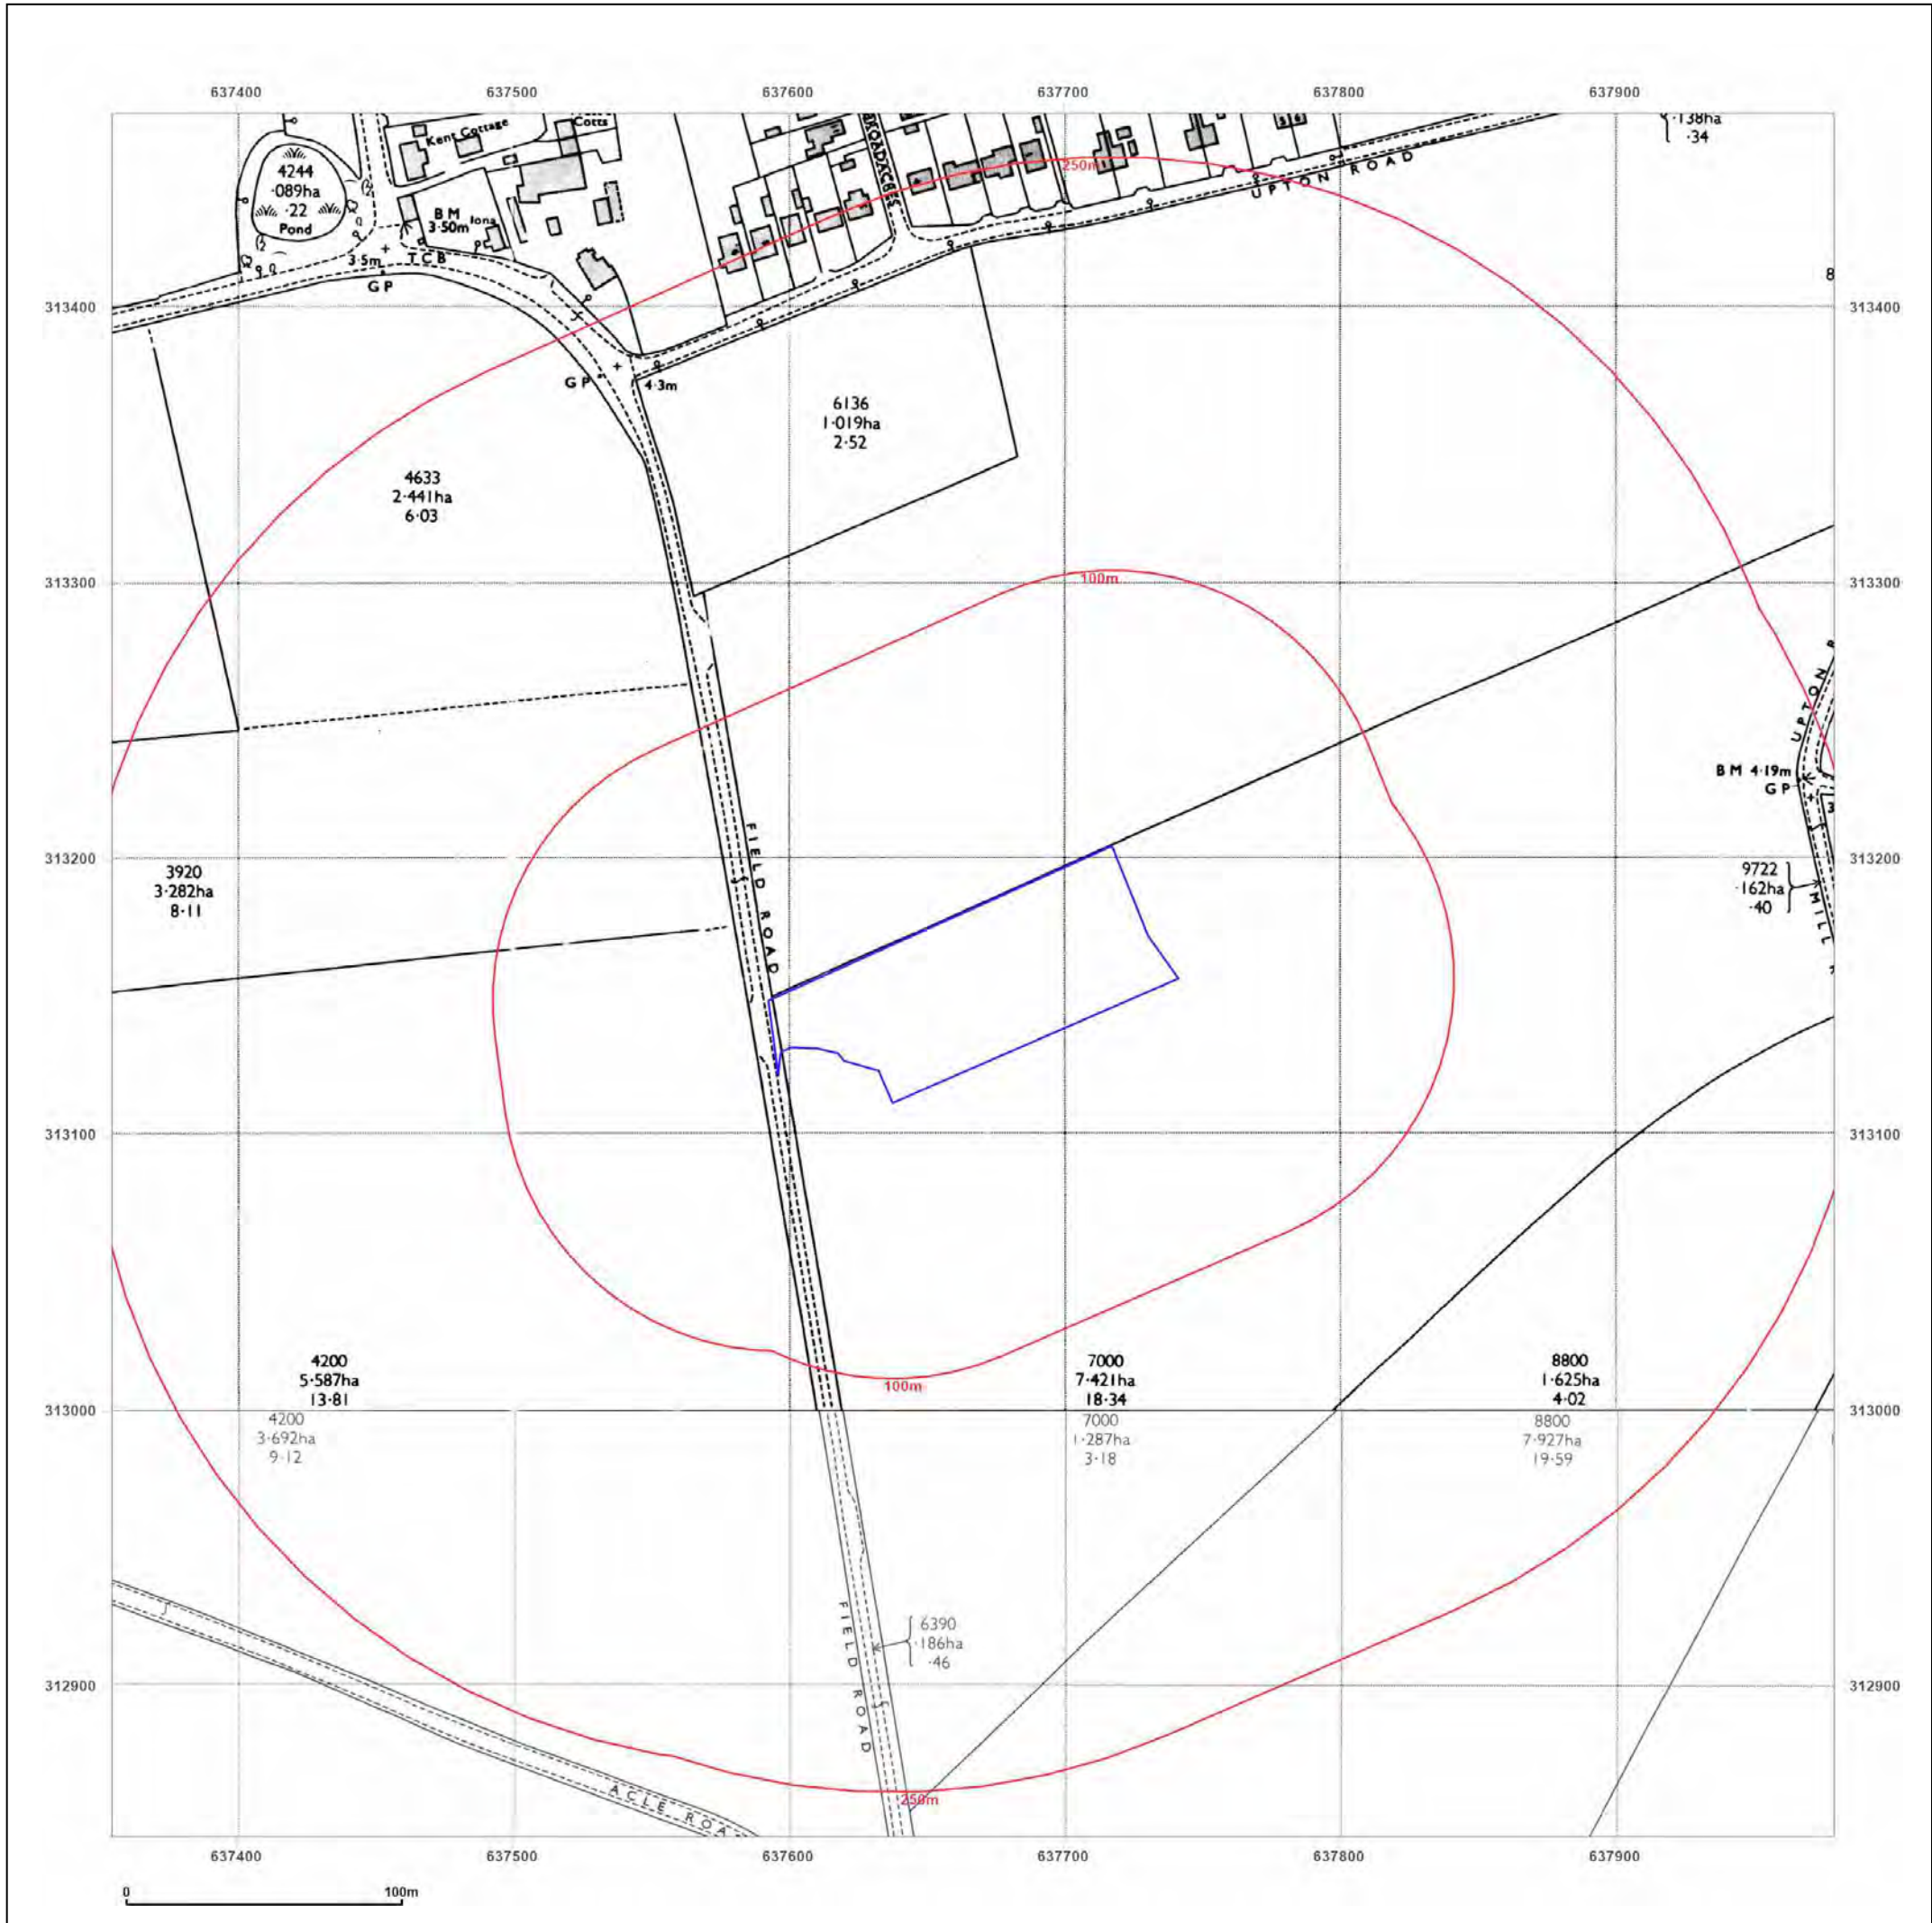 637400
637500
637600
637700
637800
637900
Kent Cottage
Cotts
BROADACRES
·138ha
·34
4244
·089ha
·22
Pond
B M
3·50m
Iona
250m
UPTON ROAD
3·5m
T C B
G P
8
313400
313400
G P
4·3m
6136
1·019ha
2·52
4633
2·441ha
6·03
313300
100m
313300
UPTON R
B M 4·19m
G P
3
FIELD ROAD
313200
313200
3920
3·282ha
8·11
9722
·162ha
·40
MILL
313100
313100
4200
5·587ha
13·81
100m
7000
7·421ha
18·34
8800
1·625ha
4·02
313000
313000
4200
3·692ha
9·12
7000
1·287ha
3·18
8800
7·927ha
19·59
FIELD ROAD
6390
·186ha
·46
312900
312900
ACLE ROA
250m
637400
637500
637600
637700
637800
637900
0
100m